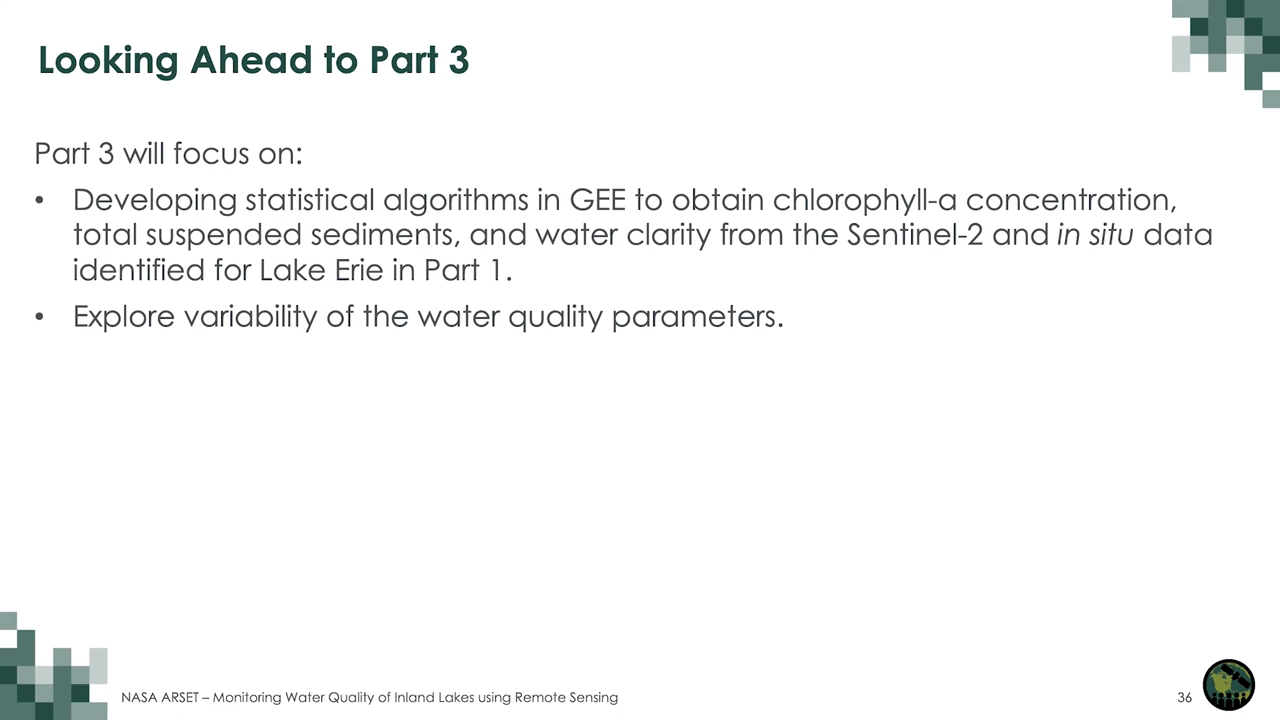 Looking Ahead to Part 3
Part 3 will focus on:
• Developing statistical algorithms in GEE to obtain chlorophyll-a concentration,
total suspended sediments, and water clarity from the Sentinel-2 and in situ data
identified for Lake Erie in Part 1.
• Explore variability of the water quality parameters.
NASA ARSET – Monitoring Water Quality of Inland Lakes using Remote Sensing
36